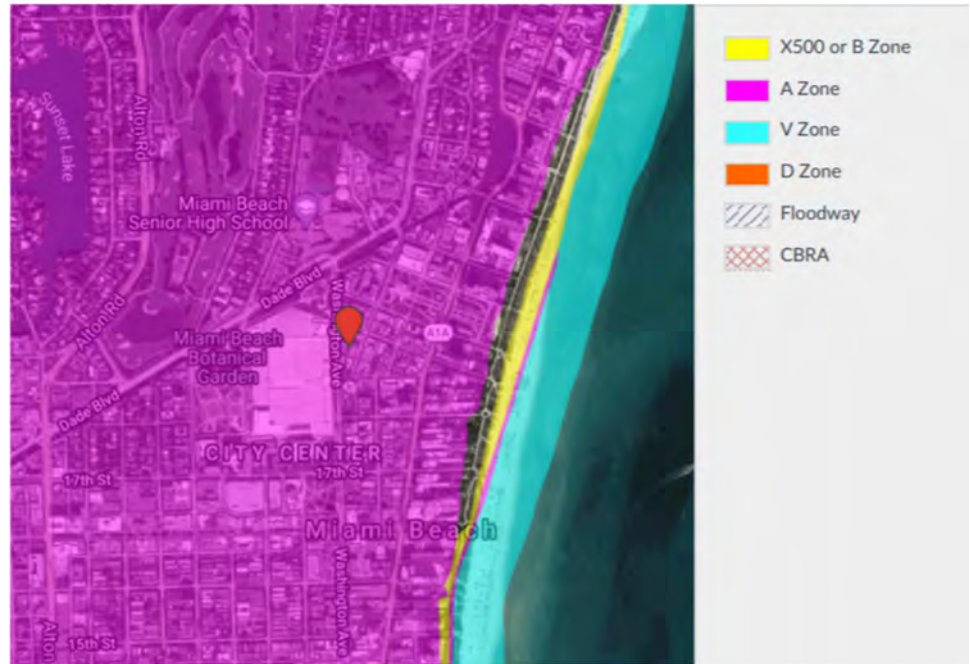 X500 or B Zone
A Zone
V Zone
D Zone
Floodway
CBRA
Sunset Lake
Alton Rd
Miami Beach
Senior High School
Dade Blvd
Washington Ave
Alton Rd
A1A
Miami Beach
Botanical
Garden
Dade Blvd
CITY CENTER
17th St
17th St
Miami Beach
Washington Ave
Alton
15th St